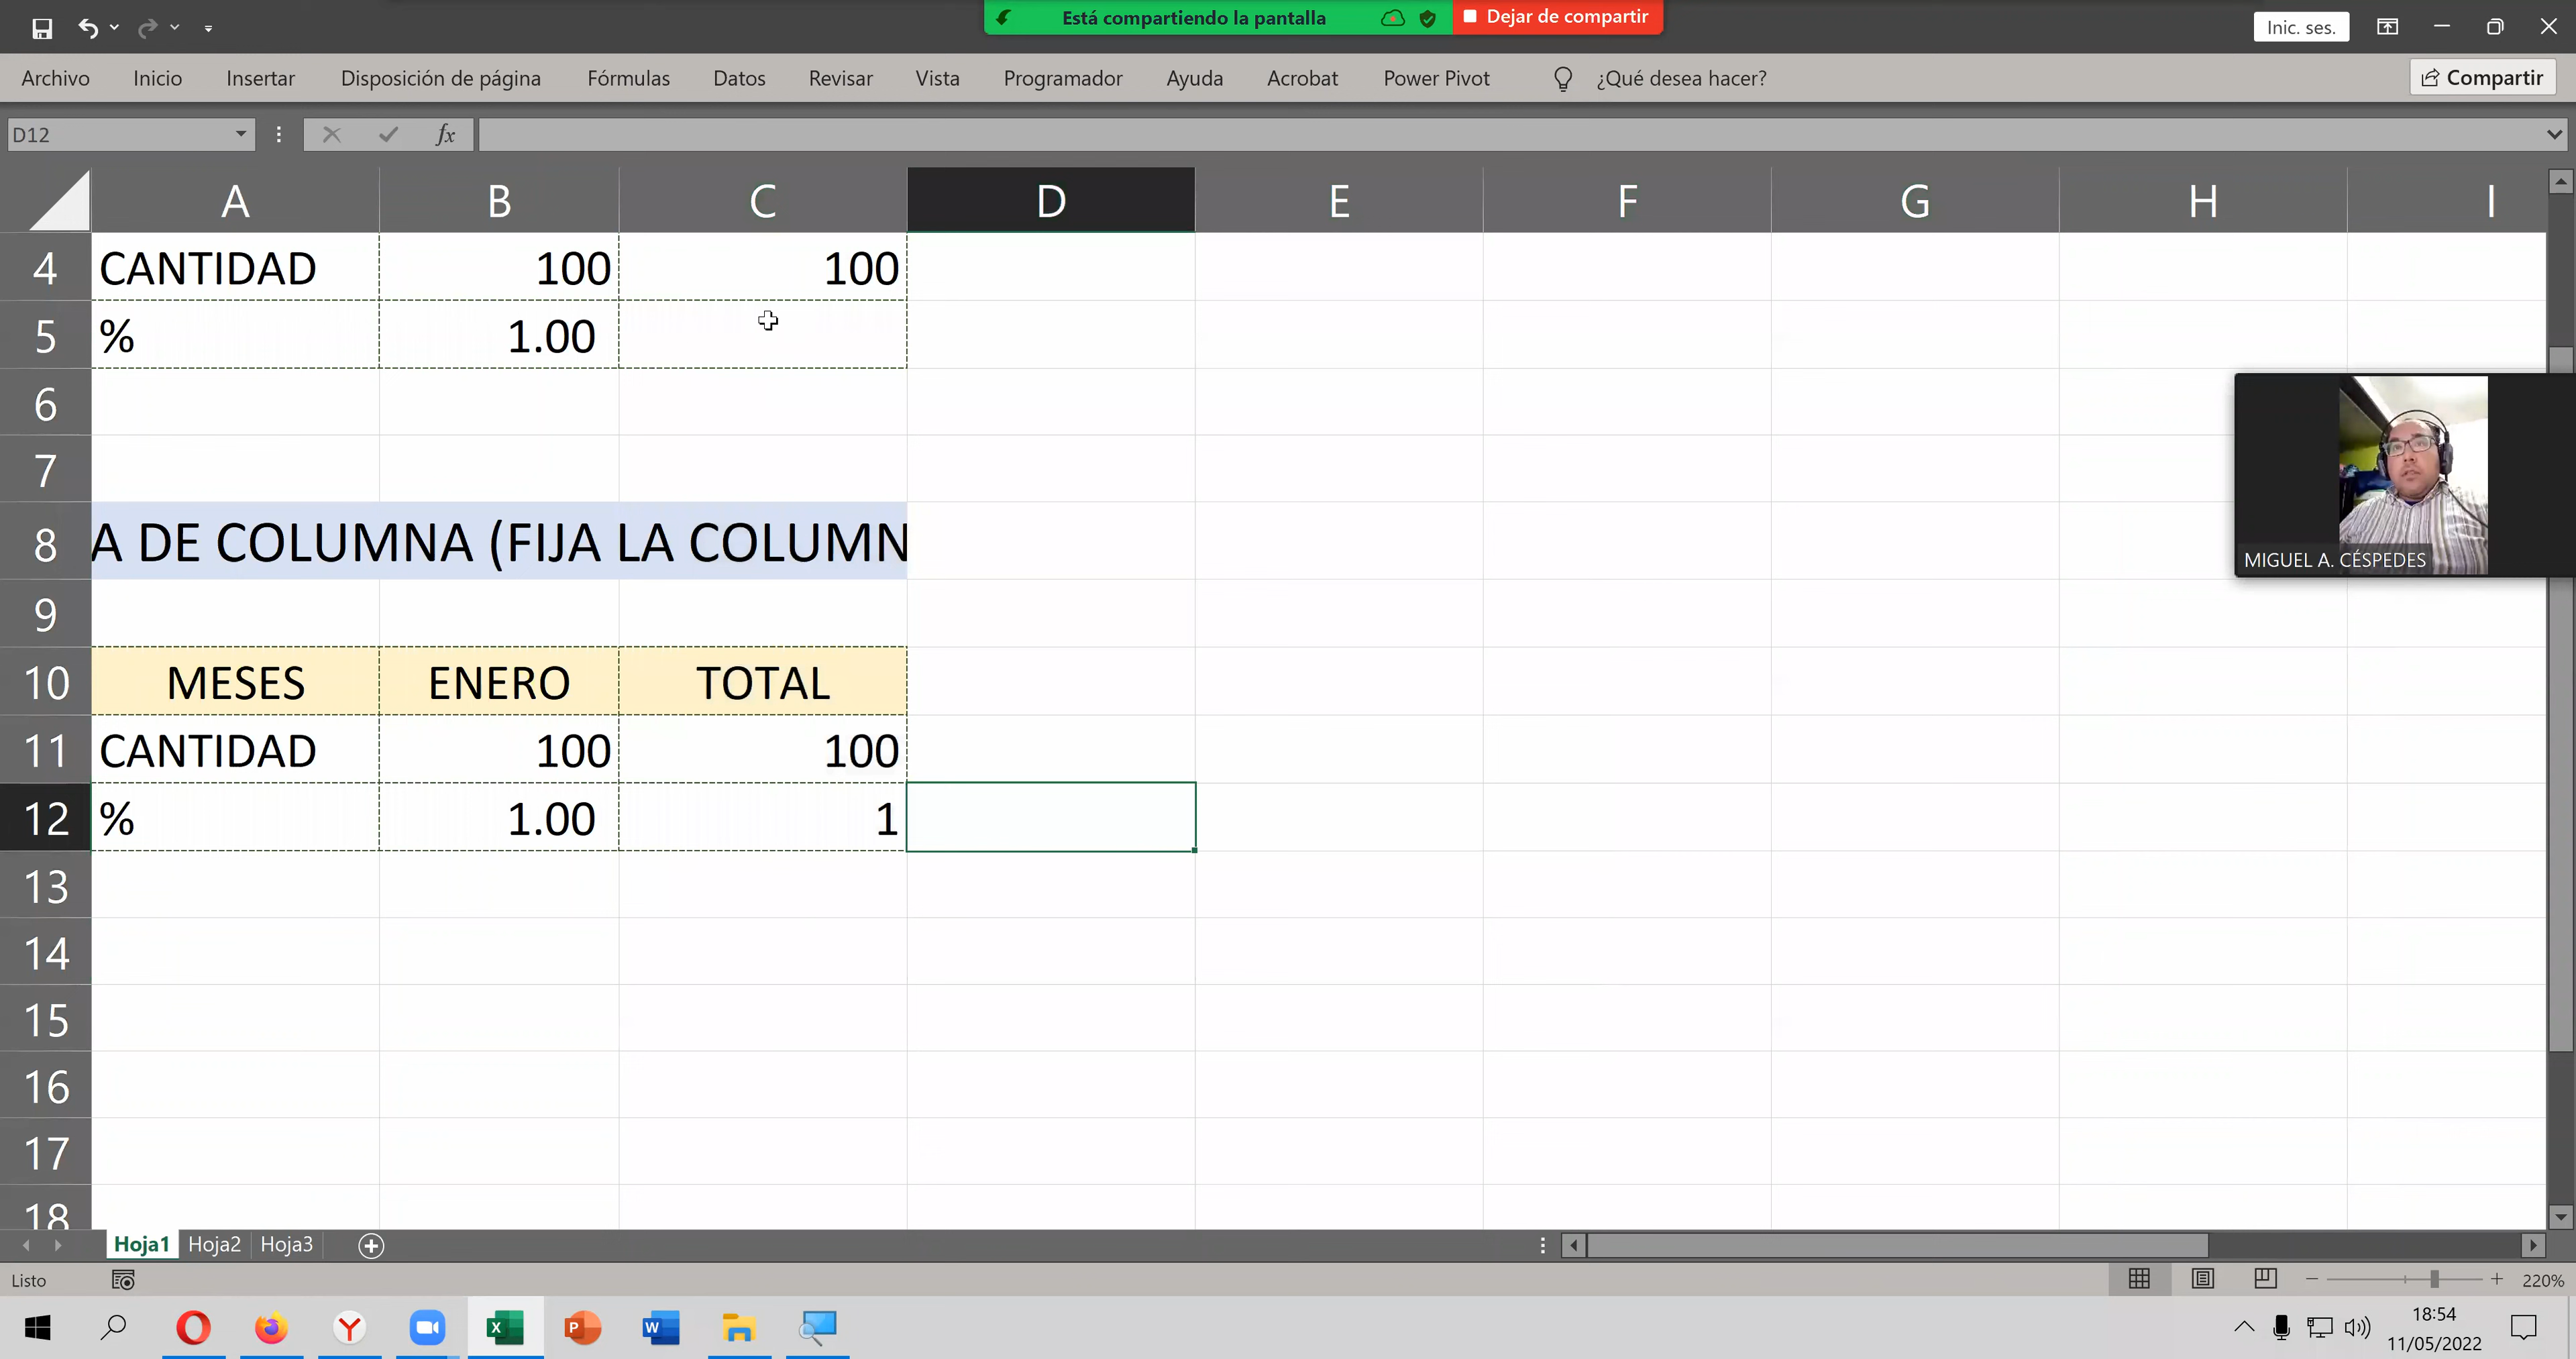 Está compartiendo la pantalla
Dejar de compartir
Inic. ses.
Archivo Inicio Insertar Disposición de página Fórmulas Datos Revisar Vista Programador Ayuda Acrobat Power Pivot ¿Qué desea hacer? Compartir
D12 fx
A B C D E F G H I
4 CANTIDAD 100 100
5 % 1.00
6
7
8 A DE COLUMNA (FIJA LA COLUMN
9
10 MESES ENERO TOTAL
11 CANTIDAD 100 100
12 % 1.00 1
13
14
15
16
17
18
MIGUEL A. CÉSPEDES
Hoja1 Hoja2 Hoja3
Listo 220%
18:54
11/05/2022